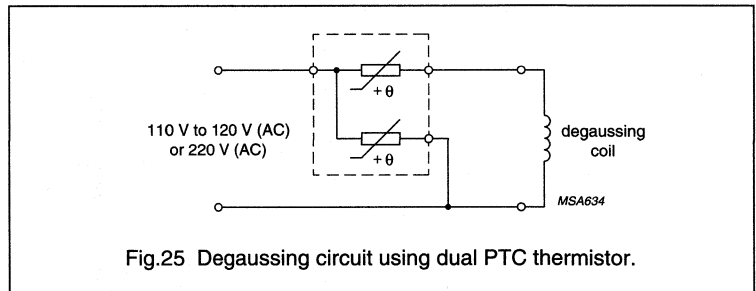 +θ
110 V to 120 V (AC)
or 220 V (AC)
+θ
degaussing
coil
MSA634
Fig.25 Degaussing circuit using dual PTC thermistor.